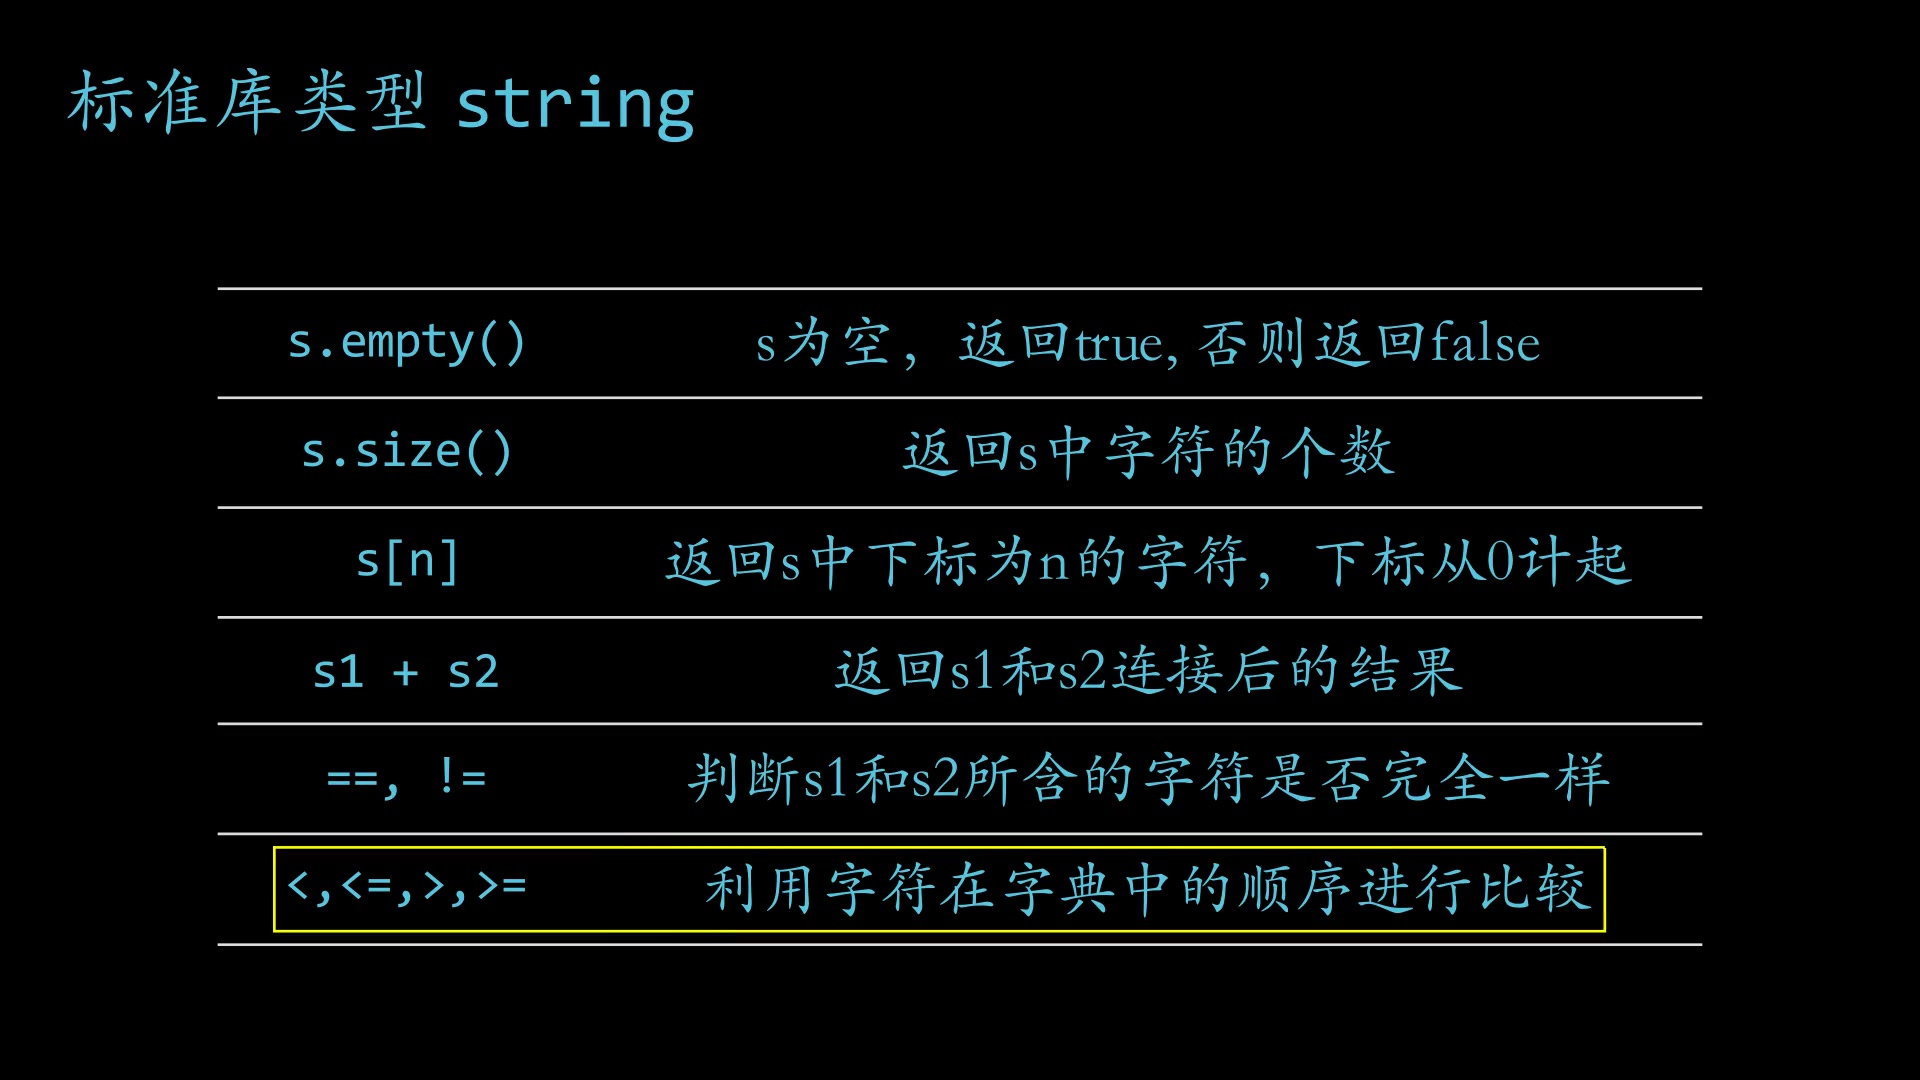 标准库类型 string
s.empty() s为空，返回true, 否则返回false
s.size() 返回s中字符的个数
s[n] 返回s中下标为n的字符，下标从0计起
s1 + s2 返回s1和s2连接后的结果
==, != 判断s1和s2所含的字符是否完全一样
<,<=,>,>= 利用字符在字典中的顺序进行比较